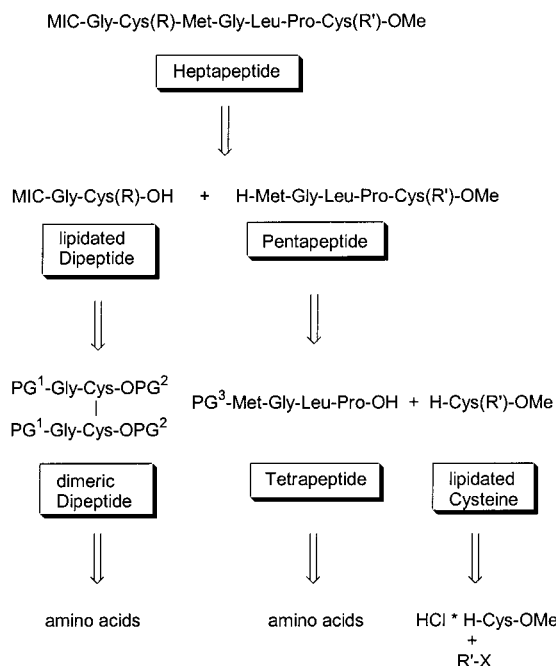 MIC-Gly-Cys(R)-Met-Gly-Leu-Pro-Cys(R')-OMe
Heptapeptide
MIC-Gly-Cys(R)-OH + H-Met-Gly-Leu-Pro-Cys(R')-OMe
lipidated
Dipeptide
Pentapeptide
PG¹-Gly-Cys-OPG²
PG¹-Gly-Cys-OPG²
PG³-Met-Gly-Leu-Pro-OH + H-Cys(R')-OMe
dimeric
Dipeptide
Tetrapeptide
lipidated
Cysteine
amino acids
amino acids
HCl * H-Cys-OMe
+
R'-X